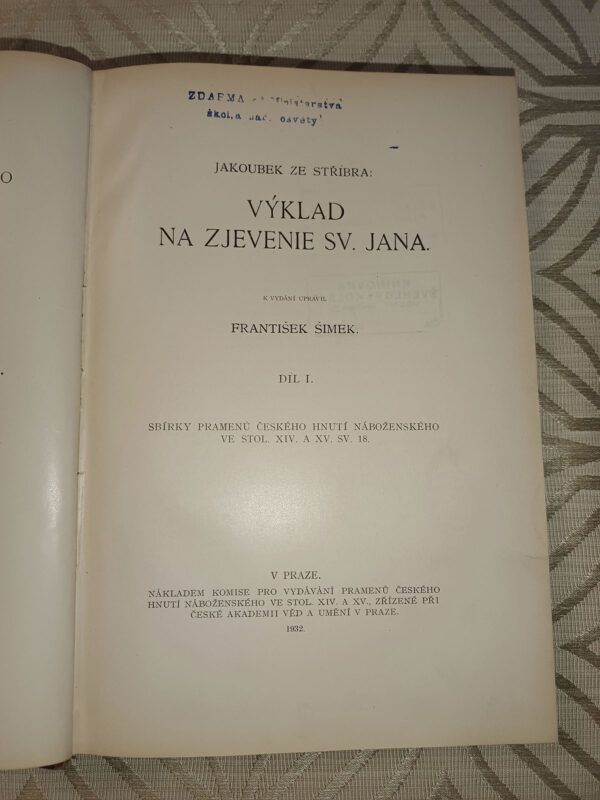 O
ZDARMA
škol. a osvěty
JAKOUBEK ZE STŘÍBRA:
VÝKLAD
NA ZJEVENIE SV. JANA.
K VYDÁNÍ UPRAVIL
FRANTIŠEK ŠIMEK.
DÍL I.
SBÍRKY PRAMENŮ ČESKÉHO HNUTÍ NÁBOŽENSKÉHO
VE STOL. XIV. A XV. SV. 18.
V PRAZE.
NÁKLADEM KOMISE PRO VYDÁVÁNÍ PRAMENŮ ČESKÉHO
HNUTÍ NÁBOŽENSKÉHO VE STOL. XIV. A XV., ZŘÍZENÉ PŘI
ČESKÉ AKADEMII VĚD A UMĚNÍ V PRAZE.
1932.